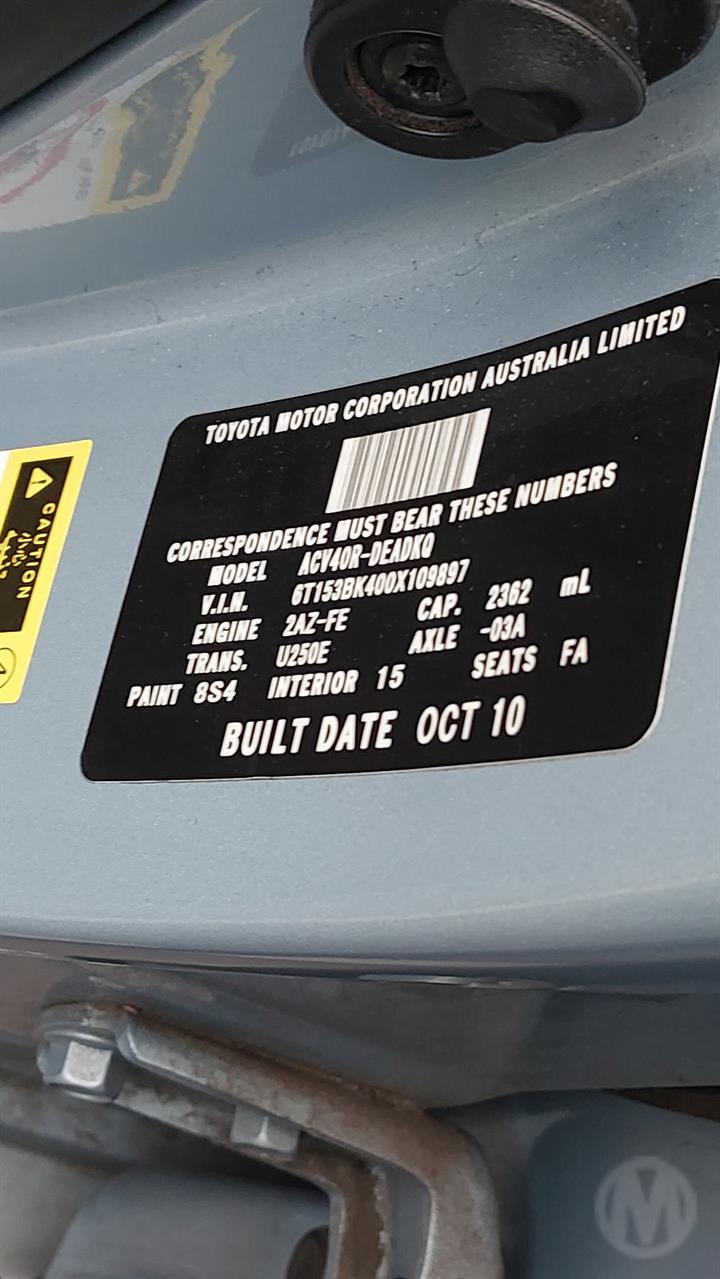 TOYOTA MOTOR CORPORATION AUSTRALIA LIMITED
CORRESPONDENCE MUST BEAR THESE NUMBERS
MODEL ACV40R-DEADKQ
V.I.N. 6T153BK400X109897
ENGINE 2AZ-FE CAP. 2362 mL
TRANS. U250E AXLE -03A
PAINT 8S4 INTERIOR 15 SEATS FA
BUILT DATE OCT 10
CAUTION
M